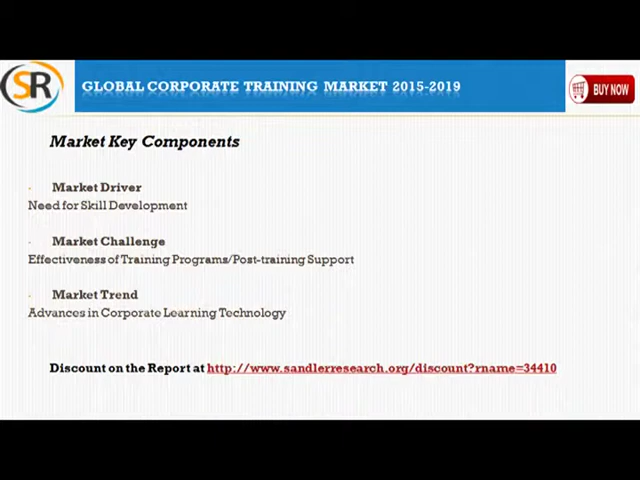 SR
GLOBAL CORPORATE TRAINING MARKET 2015-2019
BUY NOW
Market Key Components
Market Driver
Need for Skill Development
Market Challenge
Effectiveness of Training Programs/Post-training Support
Market Trend
Advances in Corporate Learning Technology
Discount on the Report at http://www.sandlerresearch.org/discount?rname=34410